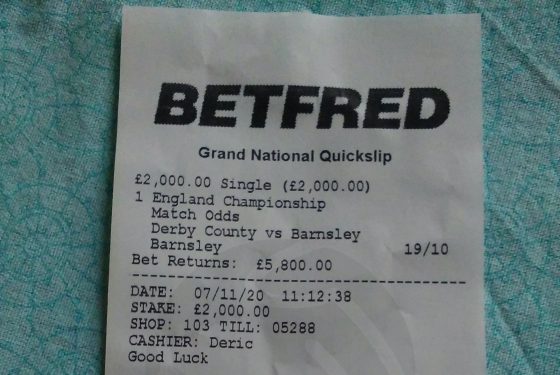 BETFRED
Grand National Quickslip
£2,000.00 Single (£2,000.00)
1 England Championship
Match Odds
Derby County vs Barnsley
Barnsley 19/10
Bet Returns: £5,800.00
DATE: 07/11/20 11:12:38
STAKE: £2,000.00
SHOP: 103 TILL: 05288
CASHIER: Deric
Good Luck